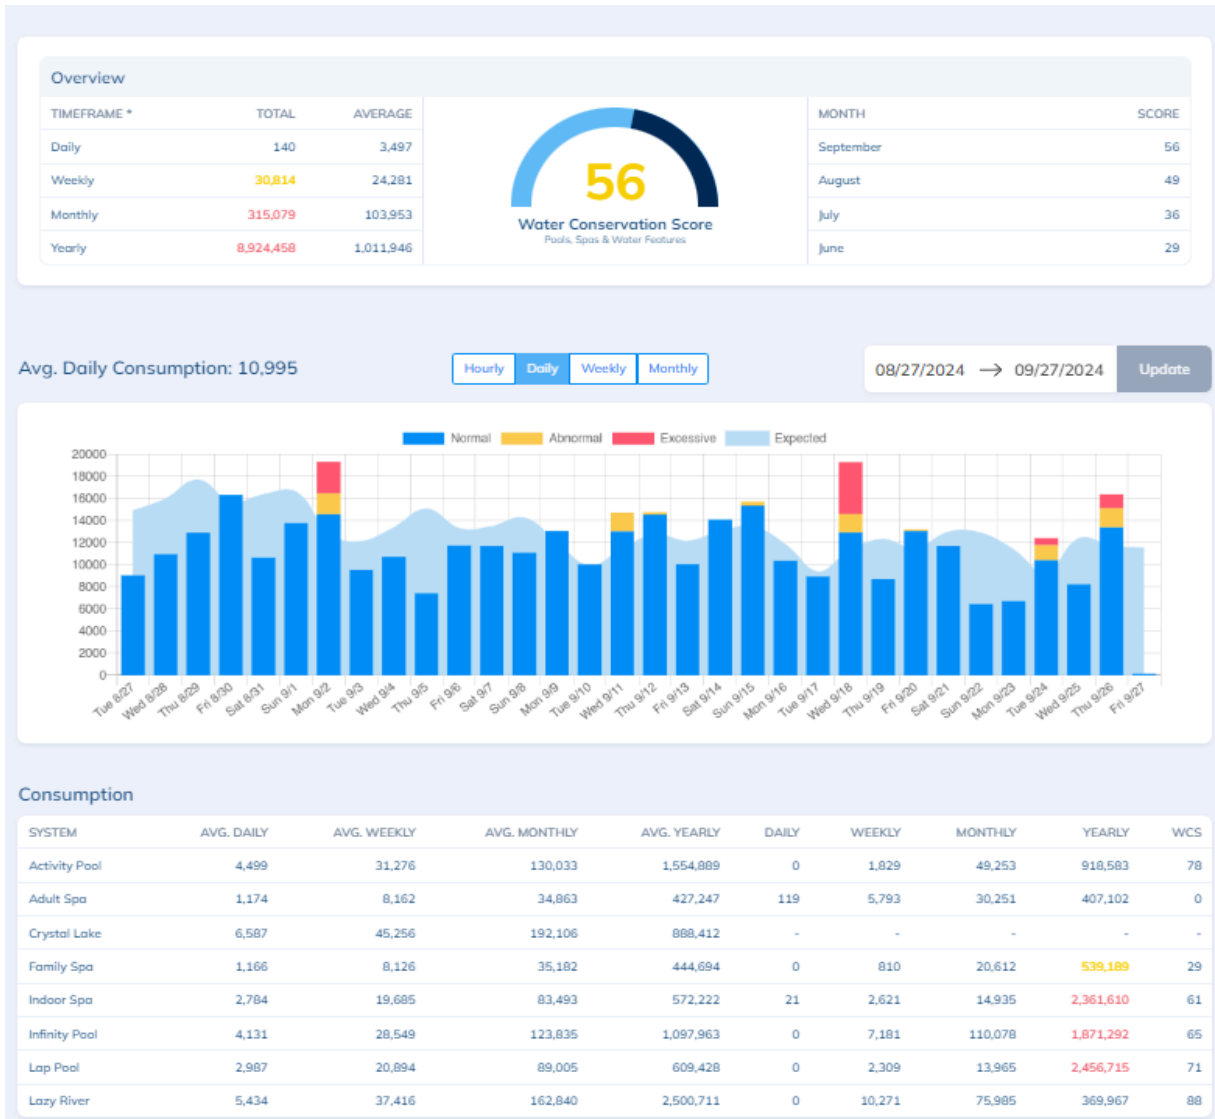 Overview
TIMEFRAME * TOTAL AVERAGE
Daily 140 3,497
Weekly 30,814 24,281
Monthly 315,079 103,953
Yearly 8,924,458 1,011,946
56
Water Conservation Score
Pools, Spas & Water Features
MONTH SCORE
September 56
August 49
July 36
June 29
Avg. Daily Consumption: 10,995
Hourly Daily Weekly Monthly
08/27/2024 → 09/27/2024 Update
Normal Abnormal Excessive Expected
20000
18000
16000
14000
12000
10000
8000
6000
4000
2000
0
Tue 8/27 Wed 8/28 Thu 8/29 Fri 8/30 Sat 8/31 Sun 9/1 Mon 9/2 Tue 9/3 Wed 9/4 Thu 9/5 Fri 9/6 Sat 9/7 Sun 9/8 Mon 9/9 Tue 9/10 Wed 9/11 Thu 9/12 Fri 9/13 Sat 9/14 Sun 9/15 Mon 9/16 Tue 9/17 Wed 9/18 Thu 9/19 Fri 9/20 Sat 9/21 Sun 9/22 Mon 9/23 Tue 9/24 Wed 9/25 Thu 9/26 Fri 9/27
Consumption
SYSTEM AVG. DAILY AVG. WEEKLY AVG. MONTHLY AVG. YEARLY DAILY WEEKLY MONTHLY YEARLY WCS
Activity Pool 4,499 31,276 130,033 1,554,889 0 1,829 49,253 918,583 78
Adult Spa 1,174 8,162 34,863 427,247 119 5,793 30,251 407,102 0
Crystal Lake 6,587 45,256 192,106 888,412 - - - - -
Family Spa 1,166 8,126 35,182 444,694 0 810 20,612 539,189 29
Indoor Spa 2,784 19,685 83,493 572,222 21 2,621 14,935 2,361,610 61
Infinity Pool 4,131 28,549 123,835 1,097,963 0 7,181 110,078 1,871,292 65
Lap Pool 2,987 20,894 89,005 609,428 0 2,309 13,965 2,456,715 71
Lazy River 5,434 37,416 162,840 2,500,711 0 10,271 75,985 369,967 88